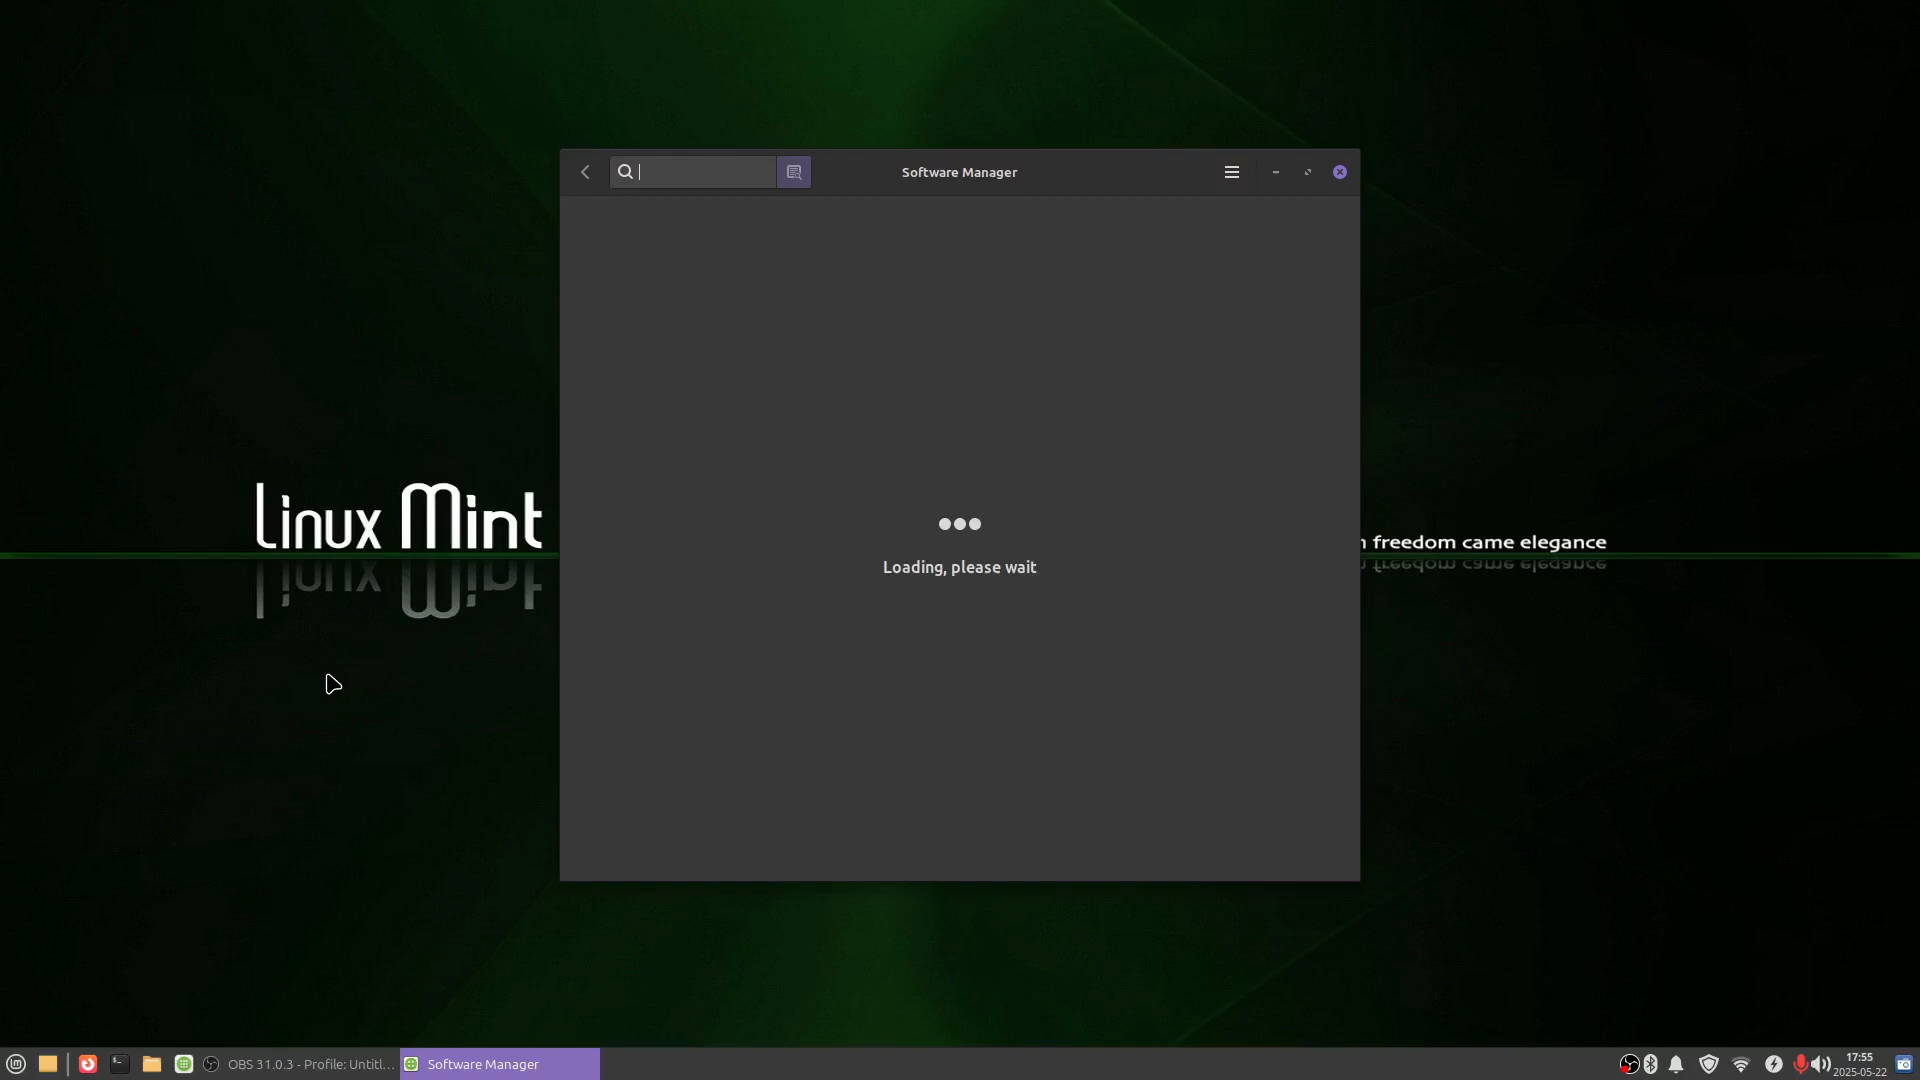 Software Manager
Linux Mint
Loading, please wait
freedom came elegance
OBS 31.0.3 - Profile: Untitl...
Software Manager
17:55
2025-05-22